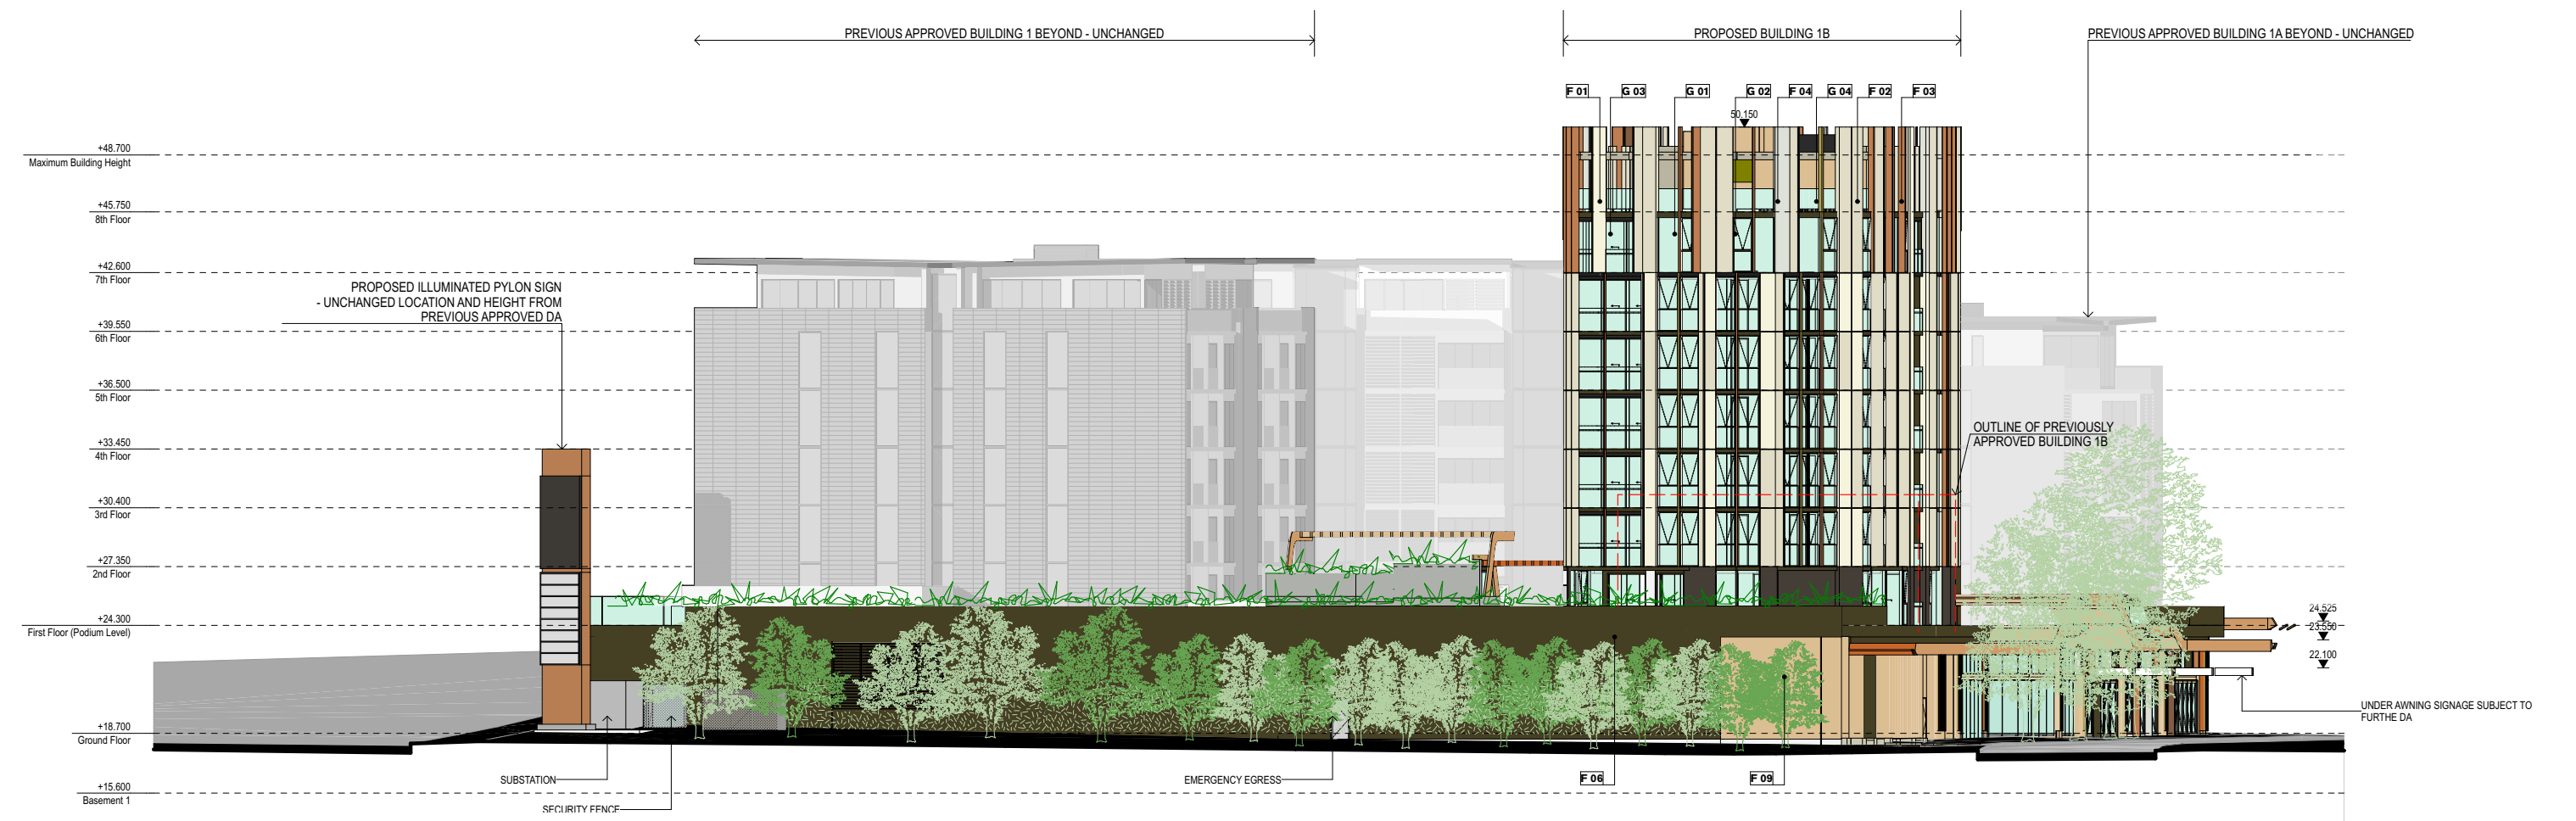 PREVIOUS APPROVED BUILDING 1 BEYOND - UNCHANGED
PROPOSED BUILDING 1B
PREVIOUS APPROVED BUILDING 1A BEYOND - UNCHANGED
F 01
G 03
G 01
G 02
F 04
G 04
F 02
F 03
50.150
+48.700
Maximum Building Height
+45.750
8th Floor
+42.600
7th Floor
PROPOSED ILLUMINATED PYLON SIGN
- UNCHANGED LOCATION AND HEIGHT FROM
PREVIOUS APPROVED DA
+39.550
6th Floor
+36.500
5th Floor
OUTLINE OF PREVIOUSLY
APPROVED BUILDING 1B
+33.450
4th Floor
+30.400
3rd Floor
+27.350
2nd Floor
+24.300
First Floor (Podium Level)
24.525
23.550
22.100
UNDER AWNING SIGNAGE SUBJECT TO
FURTHE DA
+18.700
Ground Floor
SUBSTATION
EMERGENCY EGRESS
F 06
F 09
+15.600
Basement 1
SECURITY FENCE